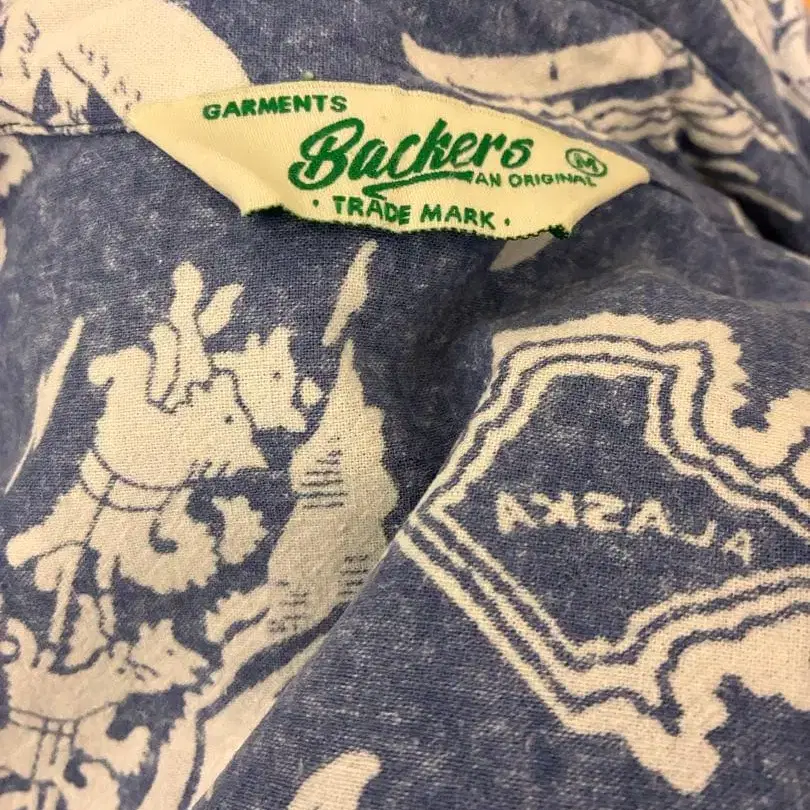 GARMENTS
Backers
M
AN ORIGINAL
· TRADE MARK ·
ALASKA